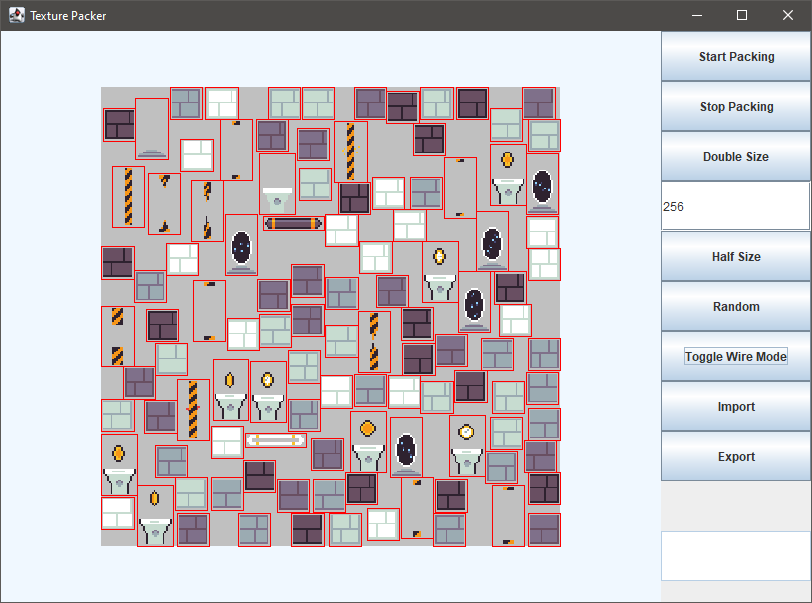 Texture Packer
Start Packing
Stop Packing
Double Size
256
Half Size
Random
Toggle Wire Mode
Import
Export